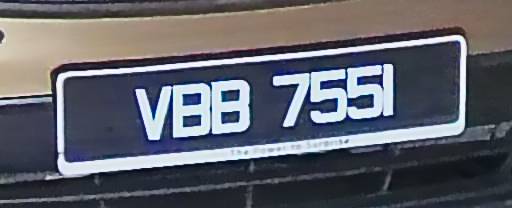 VBB 7551
The Power to Surprise